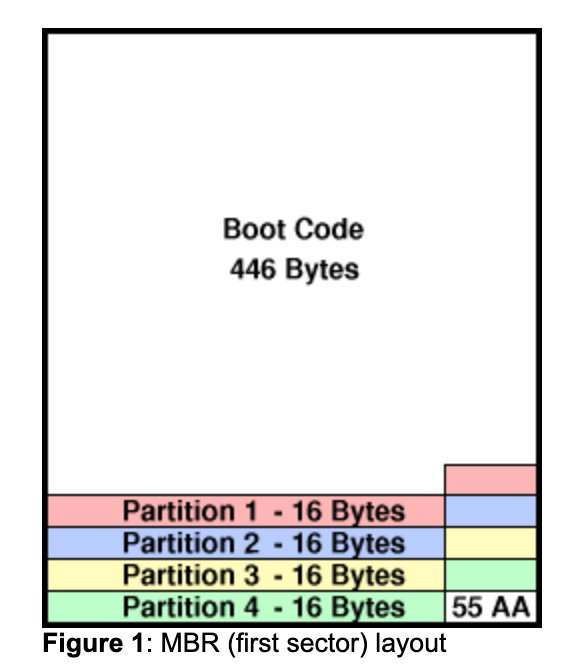 Boot Code
446 Bytes
Partition 1 - 16 Bytes
Partition 2 - 16 Bytes
Partition 3 - 16 Bytes
Partition 4 - 16 Bytes 55 AA
Figure 1: MBR (first sector) layout